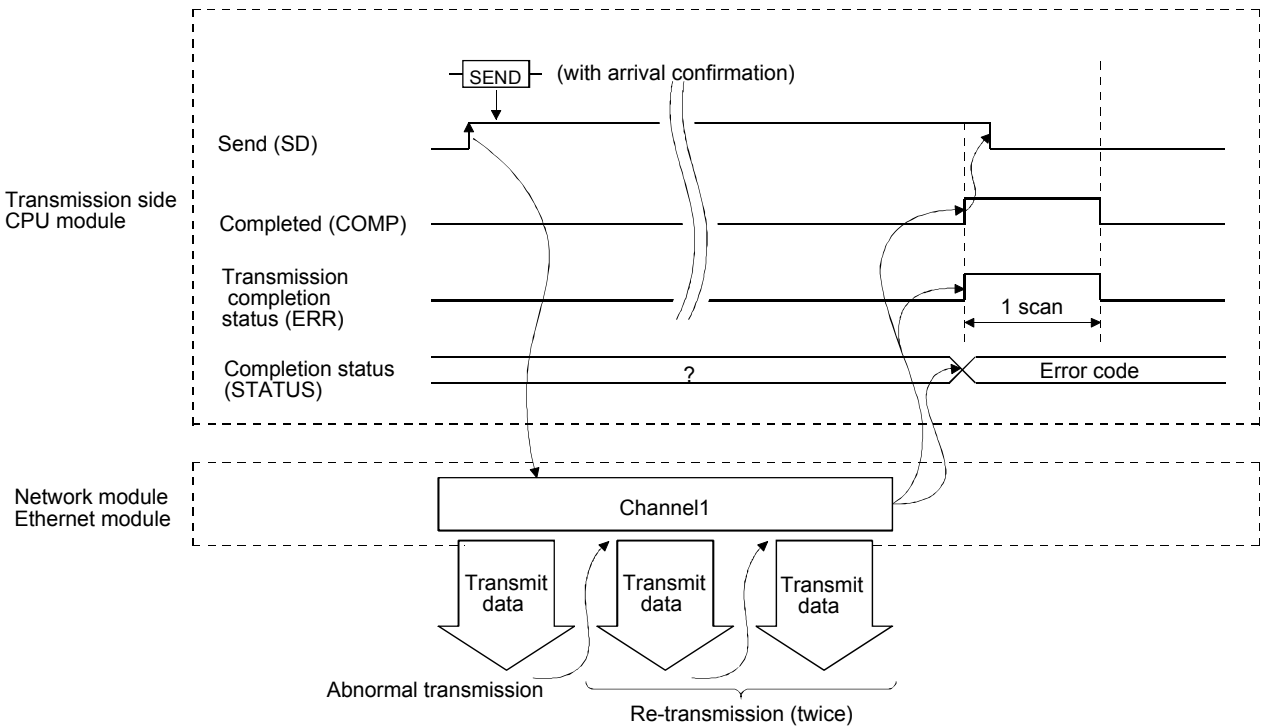 SEND (with arrival confirmation)
Send (SD)
Transmission side
CPU module
Completed (COMP)
Transmission
completion
status (ERR)
1 scan
Completion status
(STATUS)
?
Error code
Network module
Ethernet module
Channel1
Transmit
data
Transmit
data
Transmit
data
Abnormal transmission
Re-transmission (twice)